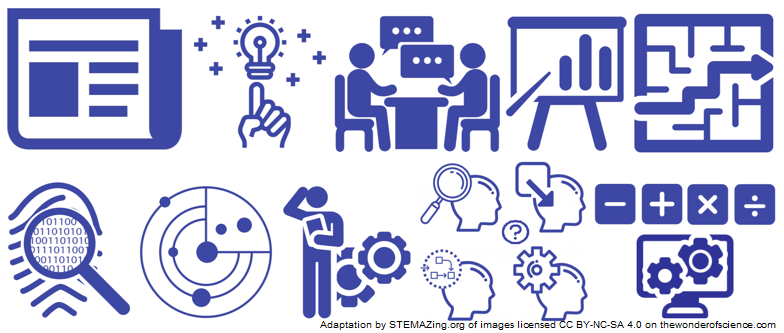 − + × ÷
?
Adaptation by STEMAZing.org of images licensed CC BY-NC-SA 4.0 on thewonderofscience.com